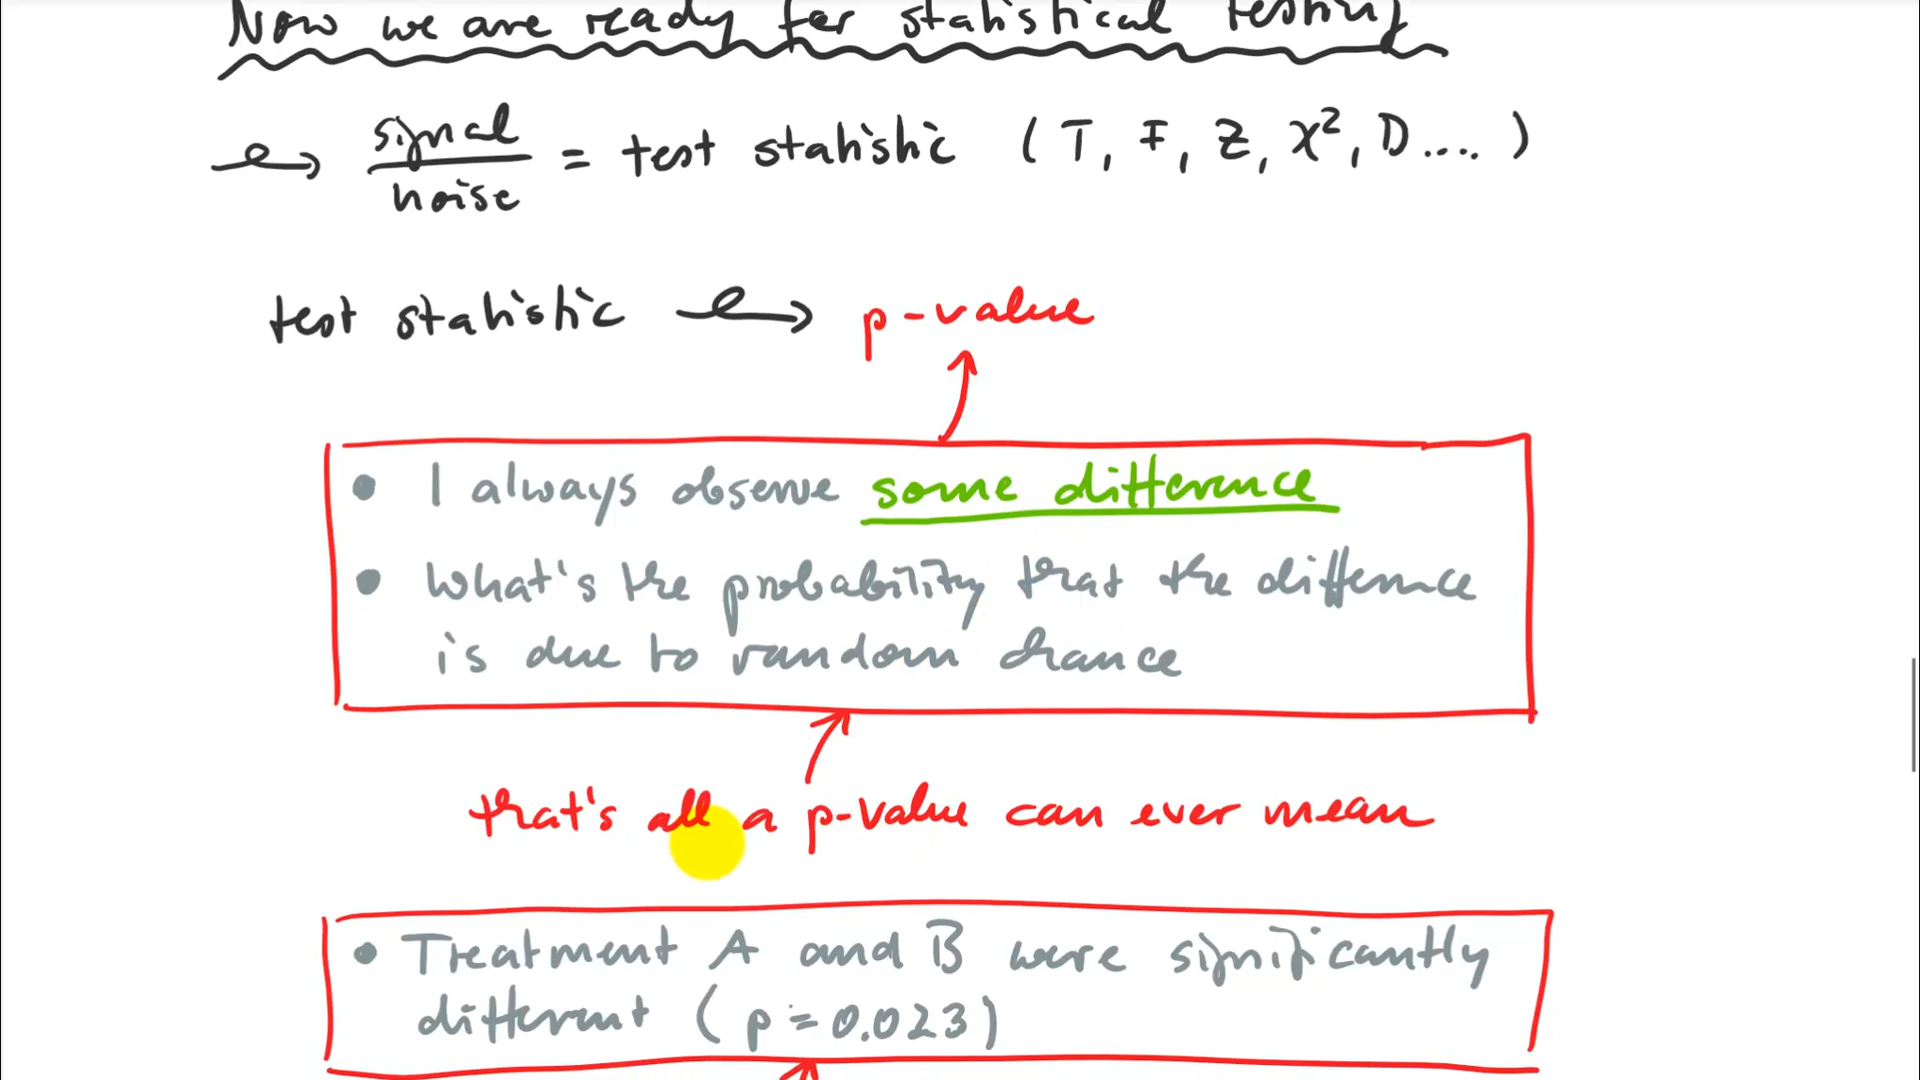 Now we are ready for statistical testing
signal
noise
= test statistic ( T, F, Z, χ², D.... )
test statistic → p-value
• I always observe some difference
• What's the probability that the difference
is due to random chance
that's all a p-value can ever mean
• Treatment A and B were significantly
different ( p = 0.023)